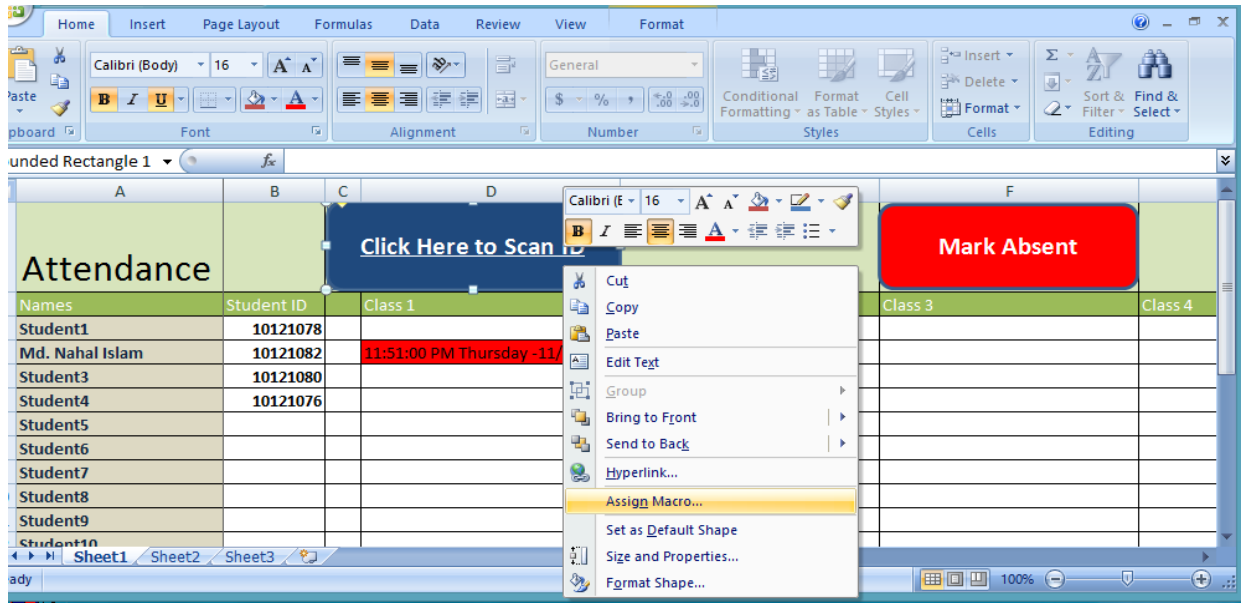 Home Insert Page Layout Formulas Data Review View Format
Calibri (Body) 16 A A General Insert Σ
Delete
Paste B I U A $ % , Conditional Formatting Format as Table Cell Styles Format Sort & Filter Find & Select
pboard Font Alignment Number Styles Cells Editing
unded Rectangle 1 fx
A B C D F
Calibri (E 16 A A
B I A
Attendance Click Here to Scan ID Mark Absent
Names Student ID Class 1 Class 3 Class 4
Student1 10121078
Md. Nahal Islam 10121082 11:51:00 PM Thursday -11/
Student3 10121080
Student4 10121076
Student5
Student6
Student7
Student8
Student9
Student10
Cut
Copy
Paste
Edit Text
Group
Bring to Front
Send to Back
Hyperlink...
Assign Macro...
Set as Default Shape
Size and Properties...
Format Shape...
Sheet1 Sheet2 Sheet3
ady 100%